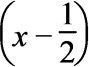 (x − 1/2)